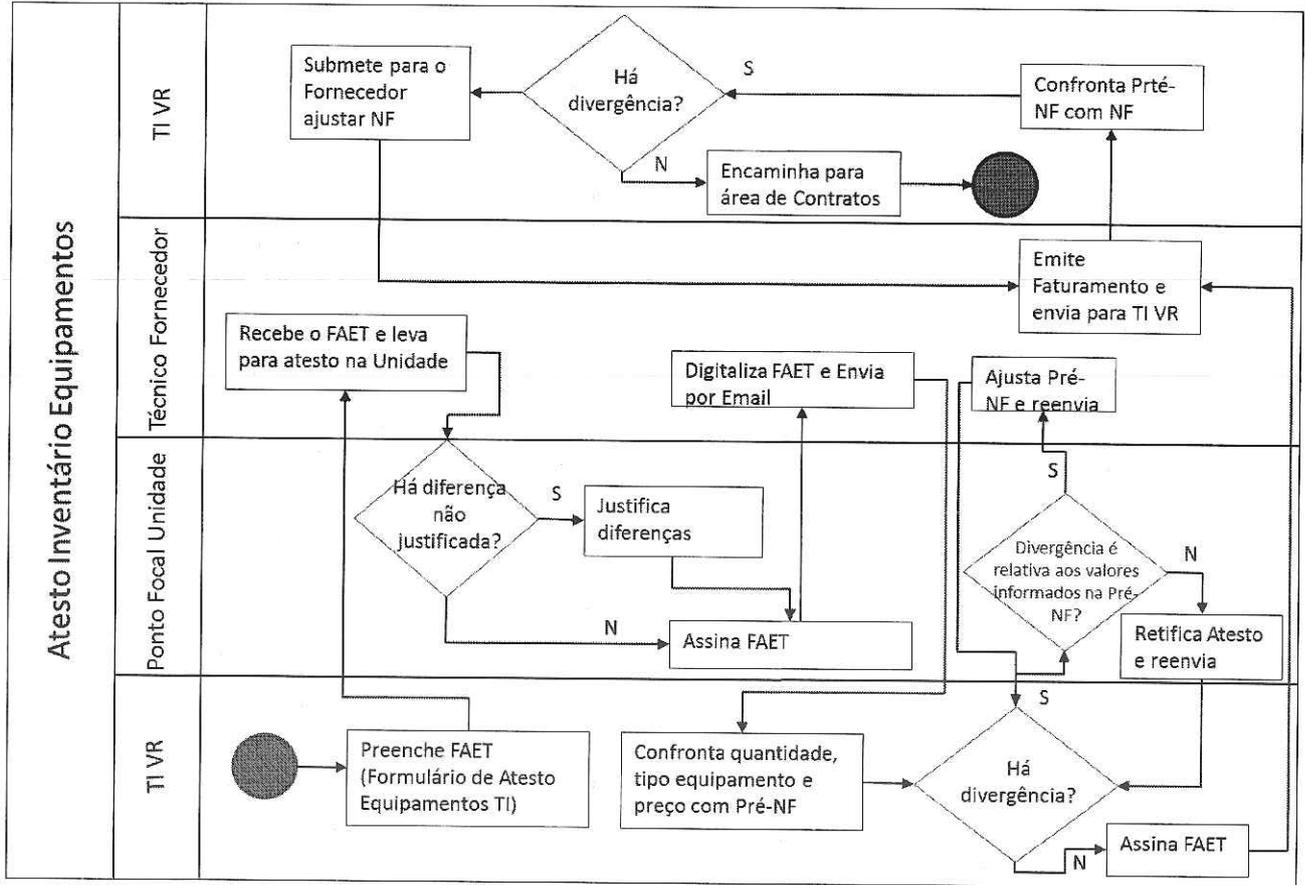 Atesto Inventário Equipamentos
TI VR
Submete para o
Fornecedor
ajustar NF
Há
divergência?
S
Confronta Prté-
NF com NF
N
Encaminha para
área de Contratos
Técnico Fornecedor
Emite
Faturamento e
envia para TI VR
Recebe o FAET e leva
para atesto na Unidade
Digitaliza FAET e Envia
por Email
Ajusta Pré-
NF e reenvia
Ponto Focal Unidade
Há diferença
não
justificada?
S
Justifica
diferenças
N
Assina FAET
S
Divergência é
relativa aos valores
informados na Pré-
NF?
N
Retifica Atesto
e reenvia
TI VR
Preenche FAET
(Formulário de Atesto
Equipamentos TI)
Confronta quantidade,
tipo equipamento e
preço com Pré-NF
S
Há
divergência?
N
Assina FAET